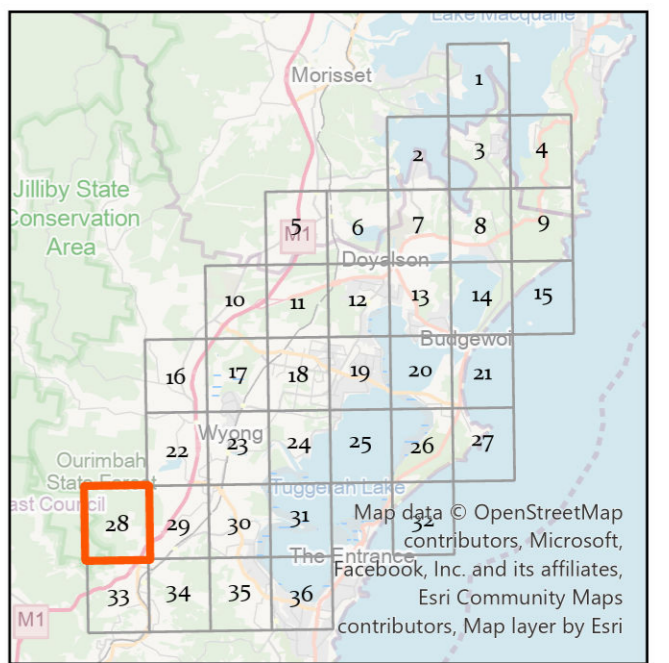 Lake Macquarie
Morisset
1
2
3
4
Jilliby State
Conservation
Area
5
M1
6
7
8
9
Doyalson
10
11
12
13
14
15
Budgewoi
16
17
18
19
20
21
Wyong
22
23
24
25
26
27
Ourimbah
State Forest
ast Council
Tuggerah Lake
28
29
30
31
32
The Entrance
Map data © OpenStreetMap
contributors, Microsoft,
Facebook, Inc. and its affiliates,
Esri Community Maps
contributors, Map layer by Esri
33
34
35
36
M1